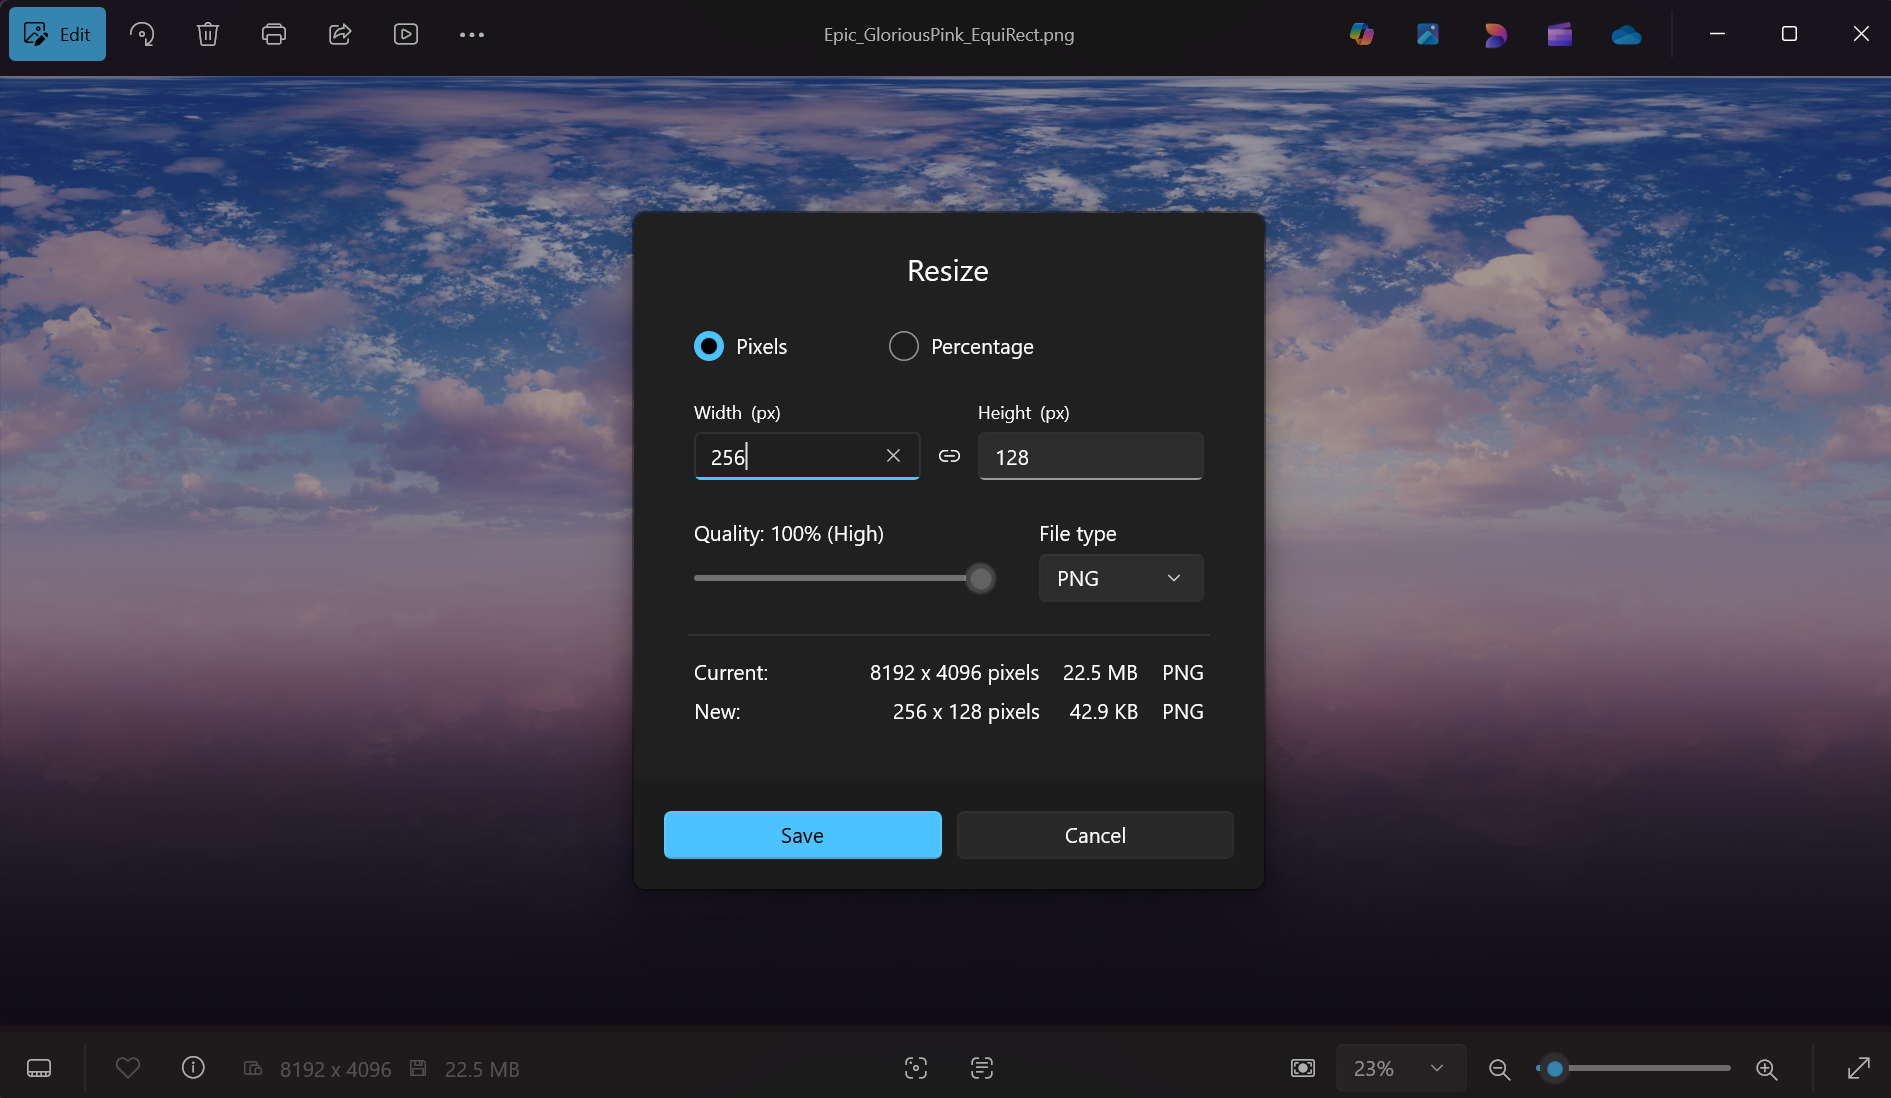 Edit
Epic_GloriousPink_EquiRect.png
Resize
Pixels
Percentage
Width (px)
Height (px)
256
128
Quality: 100% (High)
File type
PNG
Current: 8192 x 4096 pixels 22.5 MB PNG
New: 256 x 128 pixels 42.9 KB PNG
Save
Cancel
8192 x 4096
22.5 MB
23%